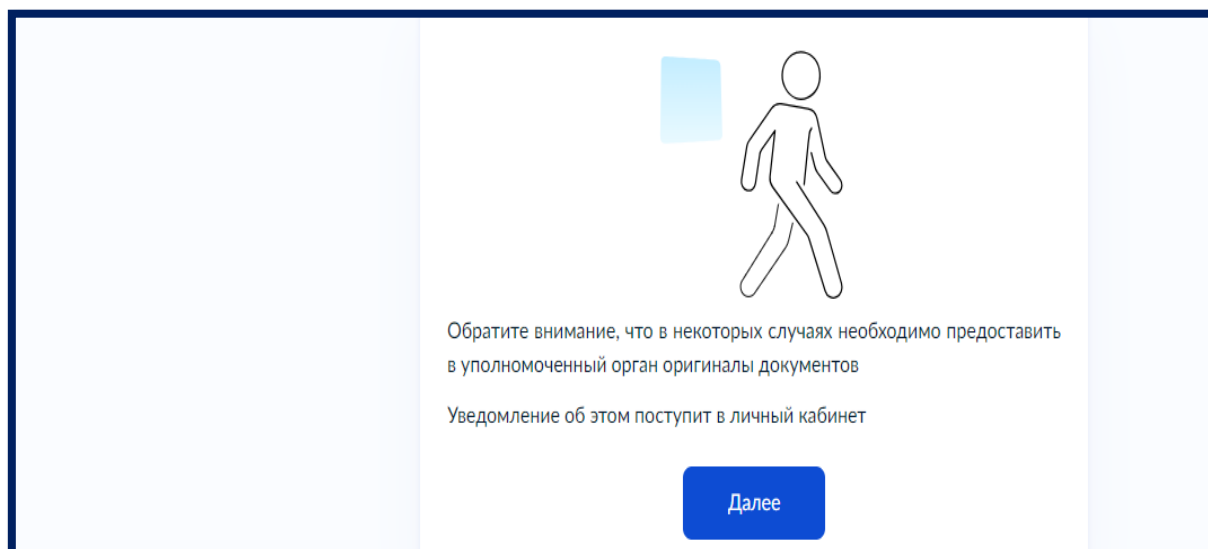 Обратите внимание, что в некоторых случаях необходимо предоставить
в уполномоченный орган оригиналы документов
Уведомление об этом поступит в личный кабинет
Далее